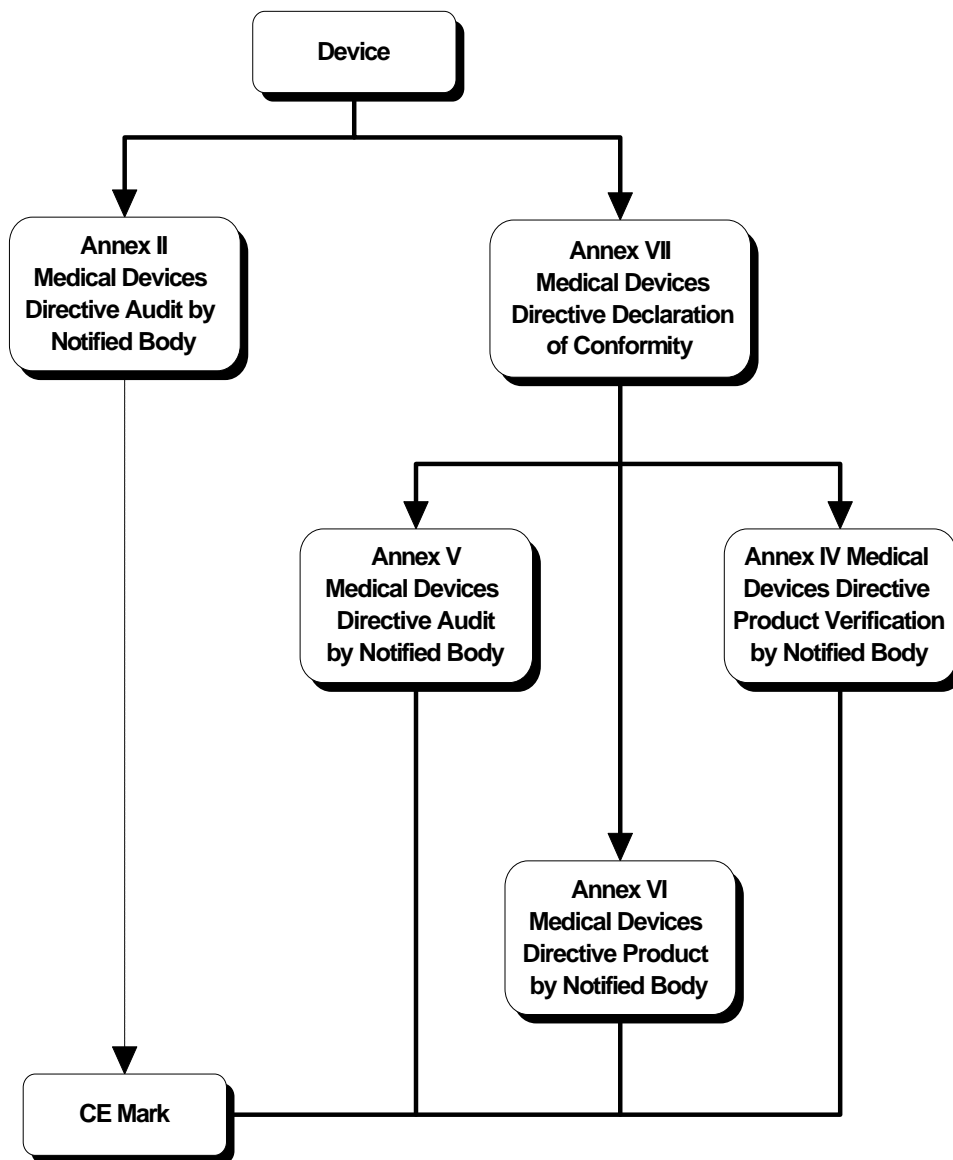 Device
Annex II
Medical Devices
Directive Audit by
Notified Body
Annex VII
Medical Devices
Directive Declaration
of Conformity
Annex V
Medical Devices
Directive Audit
by Notified Body
Annex IV Medical
Devices Directive
Product Verification
by Notified Body
Annex VI
Medical Devices
Directive Product
by Notified Body
CE Mark